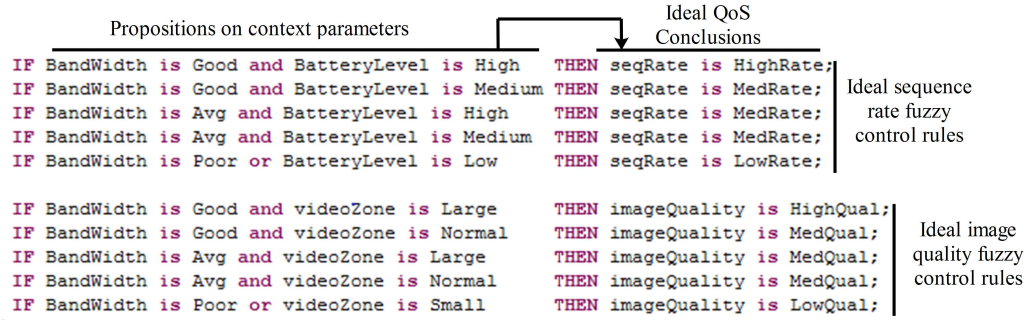 Propositions on context parameters
Ideal QoS
Conclusions
IF BandWidth is Good and BatteryLevel is High THEN seqRate is HighRate;
IF BandWidth is Good and BatteryLevel is Medium THEN seqRate is MedRate;
IF BandWidth is Avg and BatteryLevel is High THEN seqRate is MedRate;
IF BandWidth is Avg and BatteryLevel is Medium THEN seqRate is MedRate;
IF BandWidth is Poor or BatteryLevel is Low THEN seqRate is LowRate;
Ideal sequence
rate fuzzy
control rules
IF BandWidth is Good and videoZone is Large THEN imageQuality is HighQual;
IF BandWidth is Good and videoZone is Normal THEN imageQuality is MedQual;
IF BandWidth is Avg and videoZone is Large THEN imageQuality is MedQual;
IF BandWidth is Avg and videoZone is Normal THEN imageQuality is MedQual;
IF BandWidth is Poor or videoZone is Small THEN imageQuality is LowQual;
Ideal image
quality fuzzy
control rules